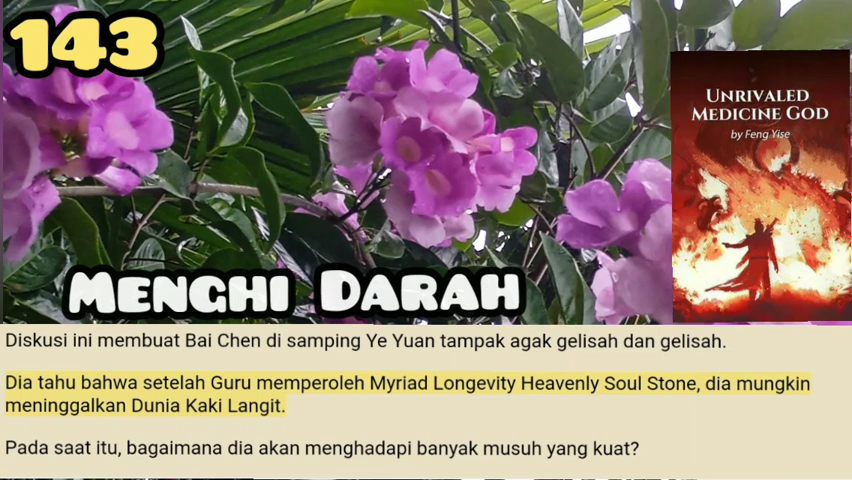 143
UNRIVALED
MEDICINE GOD
by Feng Yise
MENGHI DARAH
Diskusi ini membuat Bai Chen di samping Ye Yuan tampak agak gelisah dan gelisah.
Dia tahu bahwa setelah Guru memperoleh Myriad Longevity Heavenly Soul Stone, dia mungkin
meninggalkan Dunia Kaki Langit.
Pada saat itu, bagaimana dia akan menghadapi banyak musuh yang kuat?